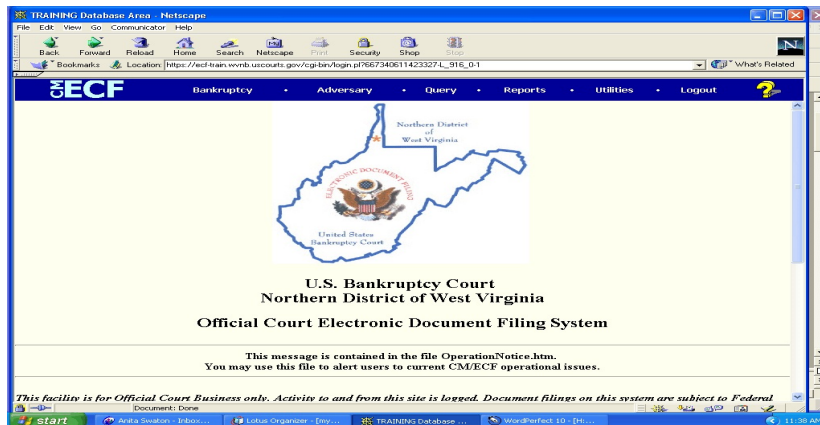 TRAINING Database Area - Netscape
File Edit View Go Communicator Help
Back Forward Reload Home Search Netscape Print Security Shop Stop
N
Bookmarks Location: https://ecf-train.wvnb.uscourts.gov/cgi-bin/login.pl?667340611423327-L_916_0-1 What's Related
CM ECF Bankruptcy • Adversary • Query • Reports • Utilities • Logout ?
Northern District
of
West Virginia
ELECTRONIC DOCUMENT FILING
United States
Bankruptcy Court
U.S. Bankruptcy Court
Northern District of West Virginia
Official Court Electronic Document Filing System
This message is contained in the file OperationNotice.htm.
You may use this file to alert users to current CM/ECF operational issues.
This facility is for Official Court Business only. Activity to and from this site is logged. Document filings on this system are subject to Federal
Document: Done
start Anita Swaton - Inbox... Lotus Organizer - [my... TRAINING Database ... WordPerfect 10 - [H:... 11:38 AM